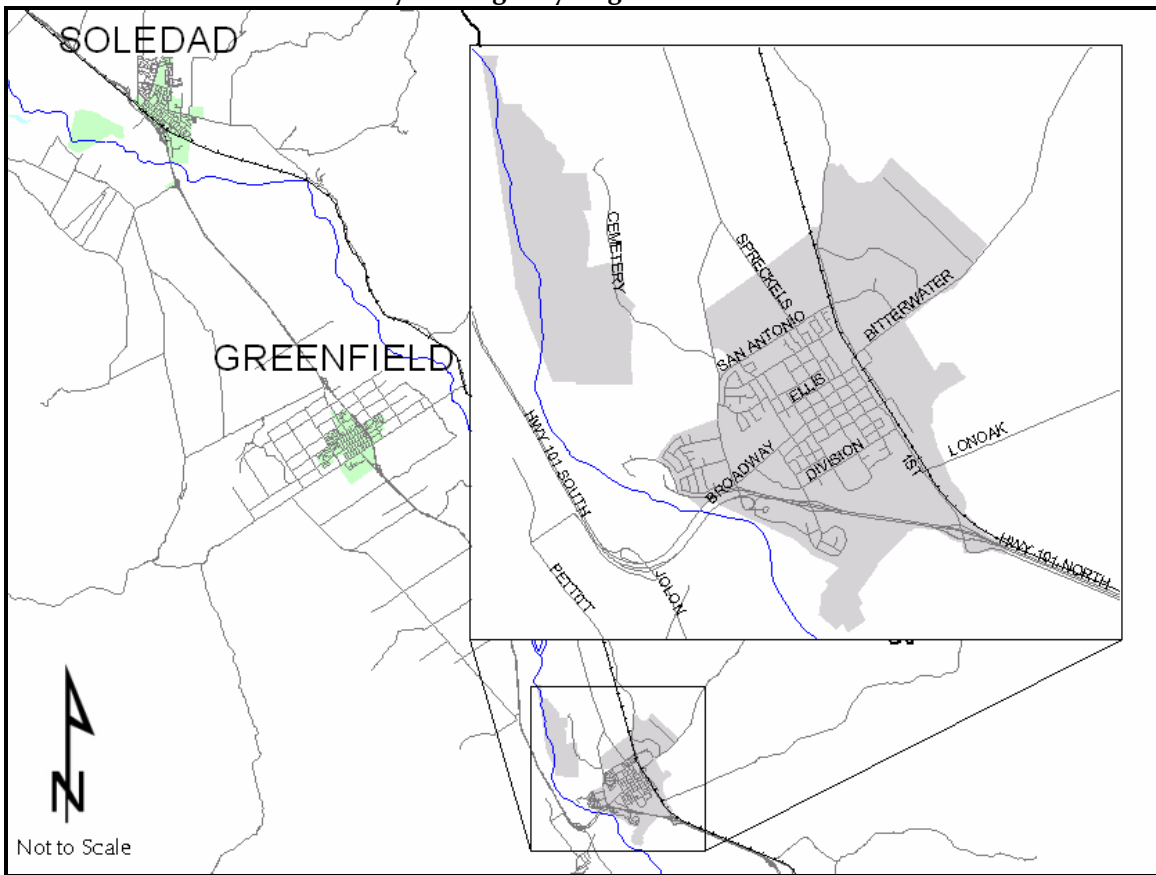 SOLEDAD
GREENFIELD
CEMETERY
SPRECKELS
BITTERWATER
SAN ANTONIO
ELLIS
HWY 101 SOUTH
BROADWAY
DIVISION
1ST
LONOAK
HWY 101 NORTH
PETTITT
JOLON
N
Not to Scale